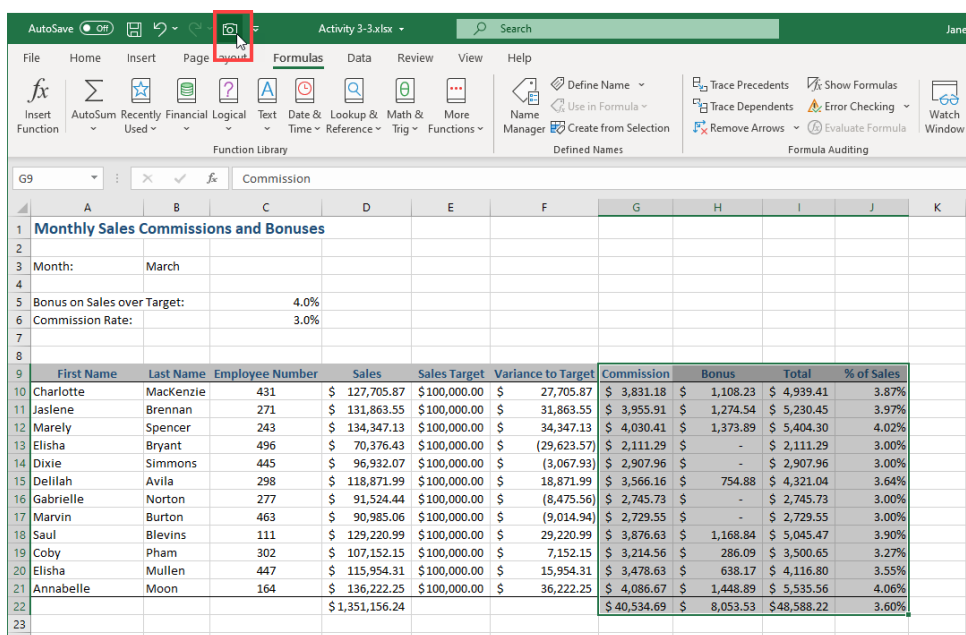 AutoSave Off Activity 3-3.xlsx Search Jane
File Home Insert Page Layout Formulas Data Review View Help
fx Σ ? A θ
Insert Function AutoSum Recently Used Financial Logical Text Date & Time Lookup & Reference Math & Trig More Functions
Name Manager Define Name Use in Formula Create from Selection
Trace Precedents Trace Dependents Remove Arrows Show Formulas Error Checking Evaluate Formula Watch Window
Function Library Defined Names Formula Auditing
G9 fx Commission
A B C D E F G H I J K
1 Monthly Sales Commissions and Bonuses
2
3 Month: March
4
5 Bonus on Sales over Target: 4.0%
6 Commission Rate: 3.0%
7
8
9 First Name Last Name Employee Number Sales Sales Target Variance to Target Commission Bonus Total % of Sales
10 Charlotte MacKenzie 431 $ 127,705.87 $100,000.00 $ 27,705.87 $ 3,831.18 $ 1,108.23 $ 4,939.41 3.87%
11 Jaslene Brennan 271 $ 131,863.55 $100,000.00 $ 31,863.55 $ 3,955.91 $ 1,274.54 $ 5,230.45 3.97%
12 Marely Spencer 243 $ 134,347.13 $100,000.00 $ 34,347.13 $ 4,030.41 $ 1,373.89 $ 5,404.30 4.02%
13 Elisha Bryant 496 $ 70,376.43 $100,000.00 $ (29,623.57) $ 2,111.29 $ - $ 2,111.29 3.00%
14 Dixie Simmons 445 $ 96,932.07 $100,000.00 $ (3,067.93) $ 2,907.96 $ - $ 2,907.96 3.00%
15 Delilah Avila 298 $ 118,871.99 $100,000.00 $ 18,871.99 $ 3,566.16 $ 754.88 $ 4,321.04 3.64%
16 Gabrielle Norton 277 $ 91,524.44 $100,000.00 $ (8,475.56) $ 2,745.73 $ - $ 2,745.73 3.00%
17 Marvin Burton 463 $ 90,985.06 $100,000.00 $ (9,014.94) $ 2,729.55 $ - $ 2,729.55 3.00%
18 Saul Blevins 111 $ 129,220.99 $100,000.00 $ 29,220.99 $ 3,876.63 $ 1,168.84 $ 5,045.47 3.90%
19 Coby Pham 302 $ 107,152.15 $100,000.00 $ 7,152.15 $ 3,214.56 $ 286.09 $ 3,500.65 3.27%
20 Elisha Mullen 447 $ 115,954.31 $100,000.00 $ 15,954.31 $ 3,478.63 $ 638.17 $ 4,116.80 3.55%
21 Annabelle Moon 164 $ 136,222.25 $100,000.00 $ 36,222.25 $ 4,086.67 $ 1,448.89 $ 5,535.56 4.06%
22 $1,351,156.24 $40,534.69 $ 8,053.53 $48,588.22 3.60%
23